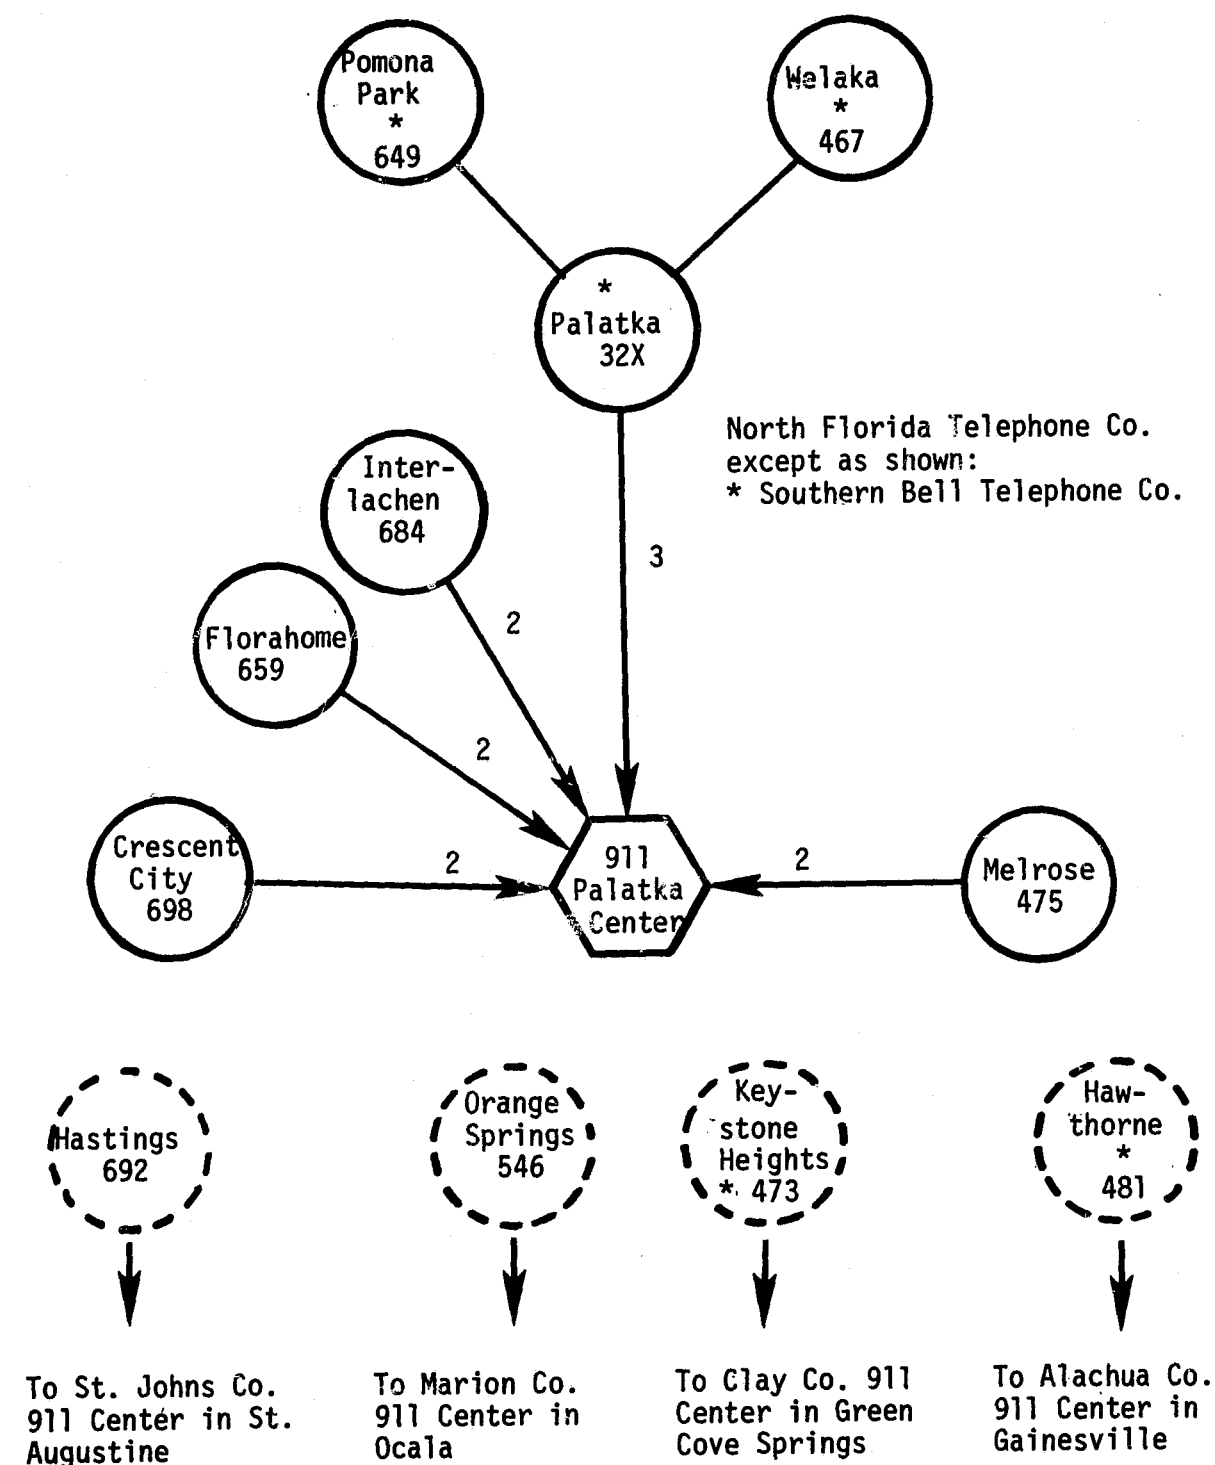 Pomona
Park
*
649
Welaka
*
467
*
Palatka
32X
North Florida Telephone Co.
except as shown:
* Southern Bell Telephone Co.
Inter-
lachen
684
3
2
Florahome
659
2
Crescent
City
698
2
911
Palatka
Center
2
Melrose
475
Hastings
692
Orange
Springs
546
Key-
stone
Heights
* 473
Haw-
thorne
*
481
To St. Johns Co.
911 Center in St.
Augustine
To Marion Co.
911 Center in
Ocala
To Clay Co. 911
Center in Green
Cove Springs
To Alachua Co.
911 Center in
Gainesville